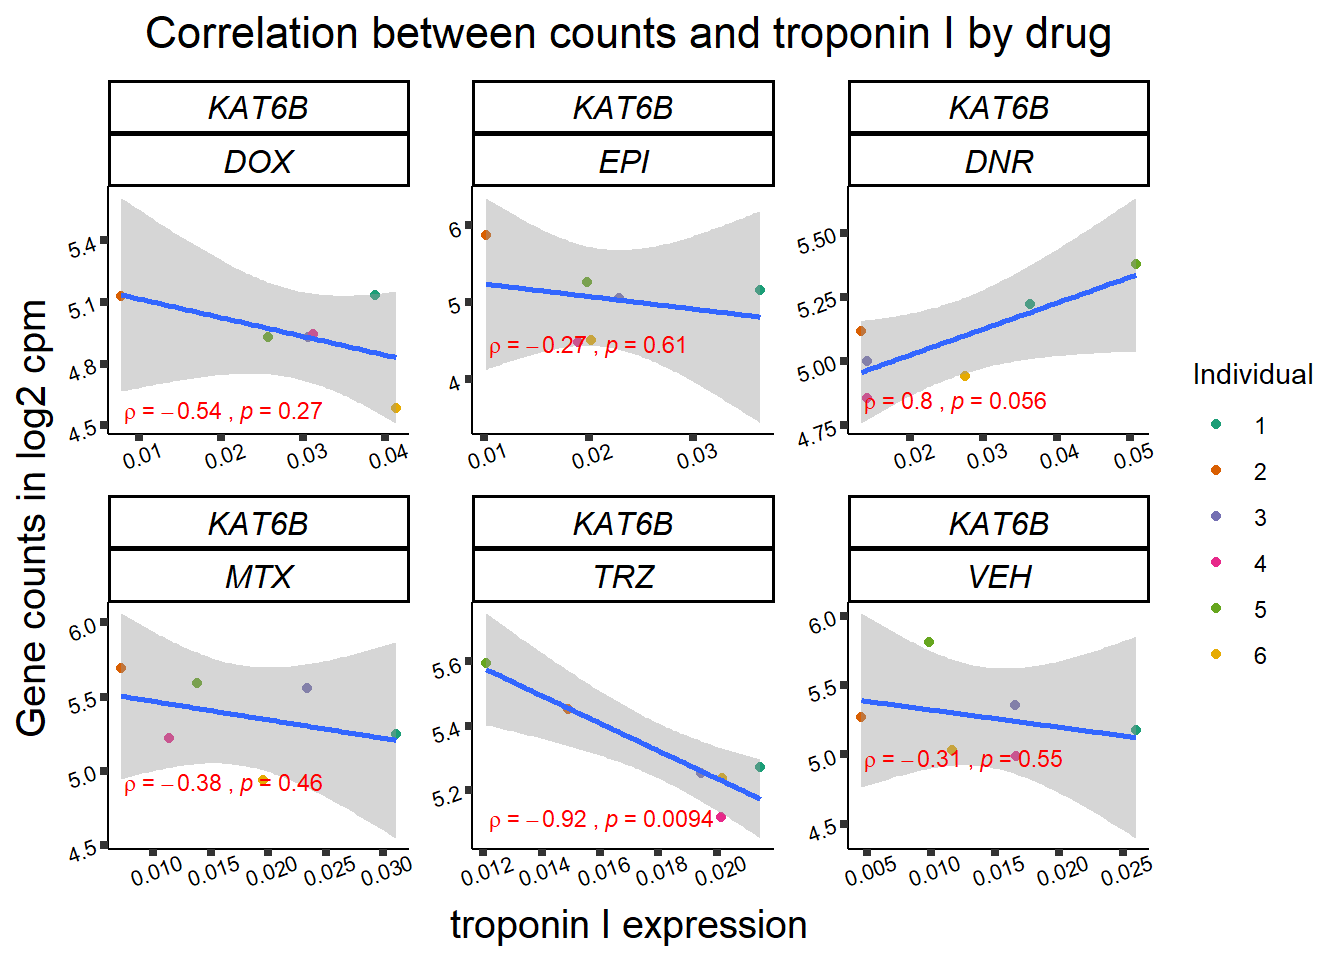 Correlation between counts and troponin I by drug
KAT6B
DOX
5.4
5.1
4.8
4.5
ρ = −0.54 , p = 0.27
0.01
0.02
0.03
0.04
KAT6B
EPI
6
5
4
ρ = −0.27 , p = 0.61
0.01
0.02
0.03
KAT6B
DNR
5.50
5.25
5.00
4.75
ρ = 0.8 , p = 0.056
0.02
0.03
0.04
0.05
KAT6B
MTX
6.0
5.5
5.0
4.5
ρ = −0.38 , p = 0.46
0.010
0.015
0.020
0.025
0.030
KAT6B
TRZ
5.6
5.4
5.2
ρ = −0.92 , p = 0.0094
0.012
0.014
0.016
0.018
0.020
KAT6B
VEH
6.0
5.5
5.0
4.5
ρ = −0.31 , p = 0.55
0.005
0.010
0.015
0.020
0.025
Gene counts in log2 cpm
troponin I expression
Individual
1
2
3
4
5
6